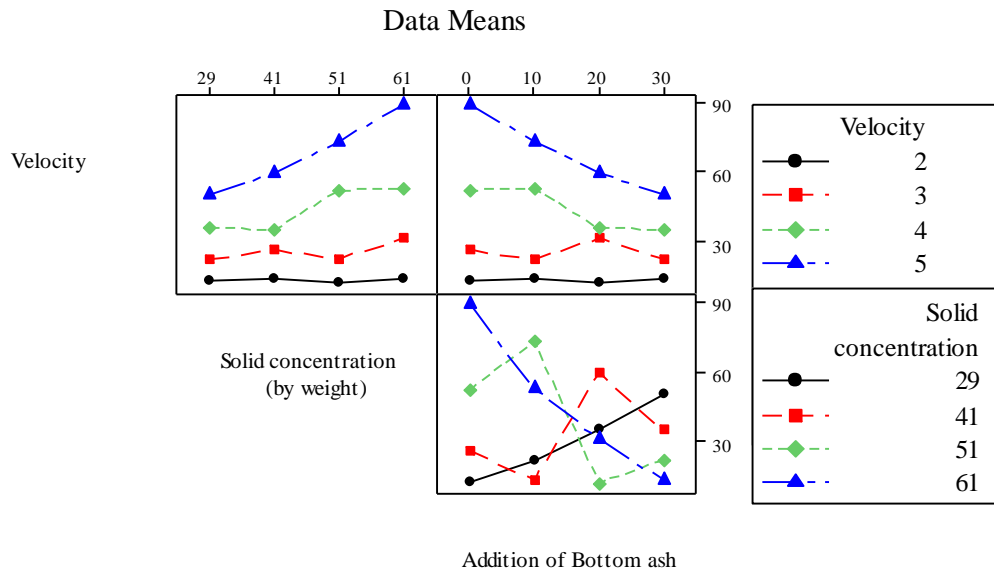 Data Means
29 41 51 61 0 10 20 30
Velocity
90
60
30
Velocity
2
3
4
5
Solid concentration
(by weight)
90
60
30
Solid
concentration
29
41
51
61
Addition of Bottom ash